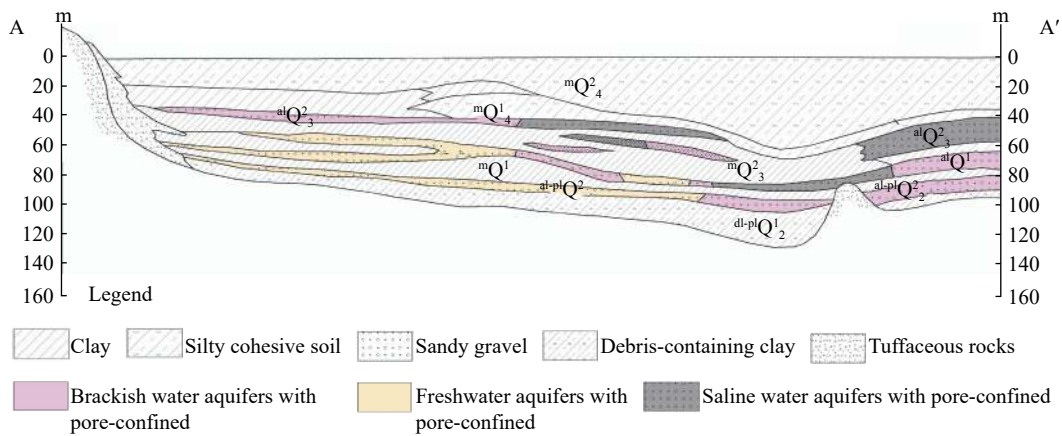 m m
A A′
0 0
20 20
40 40
60 60
80 80
100 100
120 120
140 140
160 160
mQ²₄
alQ²₃
mQ¹₄
alQ²₃
mQ¹
mQ²₃
alQ¹
al-plQ²
al-plQ²₂
dl-plQ¹₂
Legend
Clay Silty cohesive soil Sandy gravel Debris-containing clay Tuffaceous rocks
Brackish water aquifers with pore-confined
Freshwater aquifers with pore-confined
Saline water aquifers with pore-confined